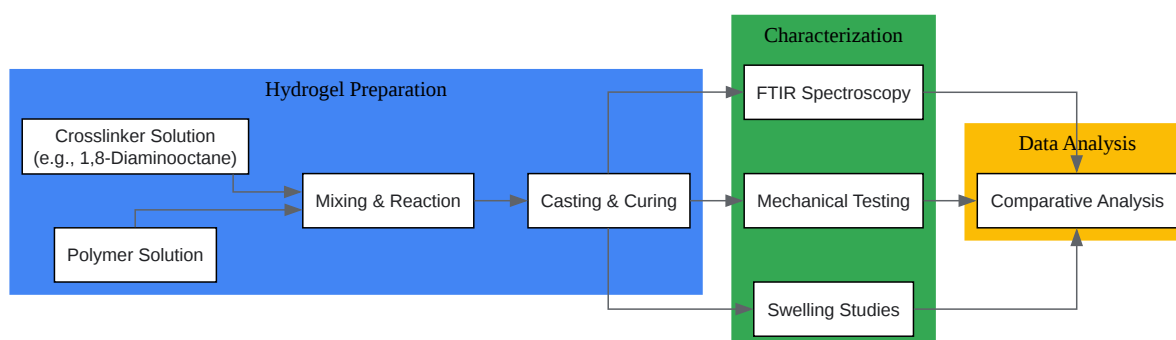 Hydrogel Preparation
Crosslinker Solution
(e.g., 1,8-Diaminooctane)
Polymer Solution
Mixing & Reaction
Casting & Curing
Characterization
FTIR Spectroscopy
Mechanical Testing
Swelling Studies
Data Analysis
Comparative Analysis